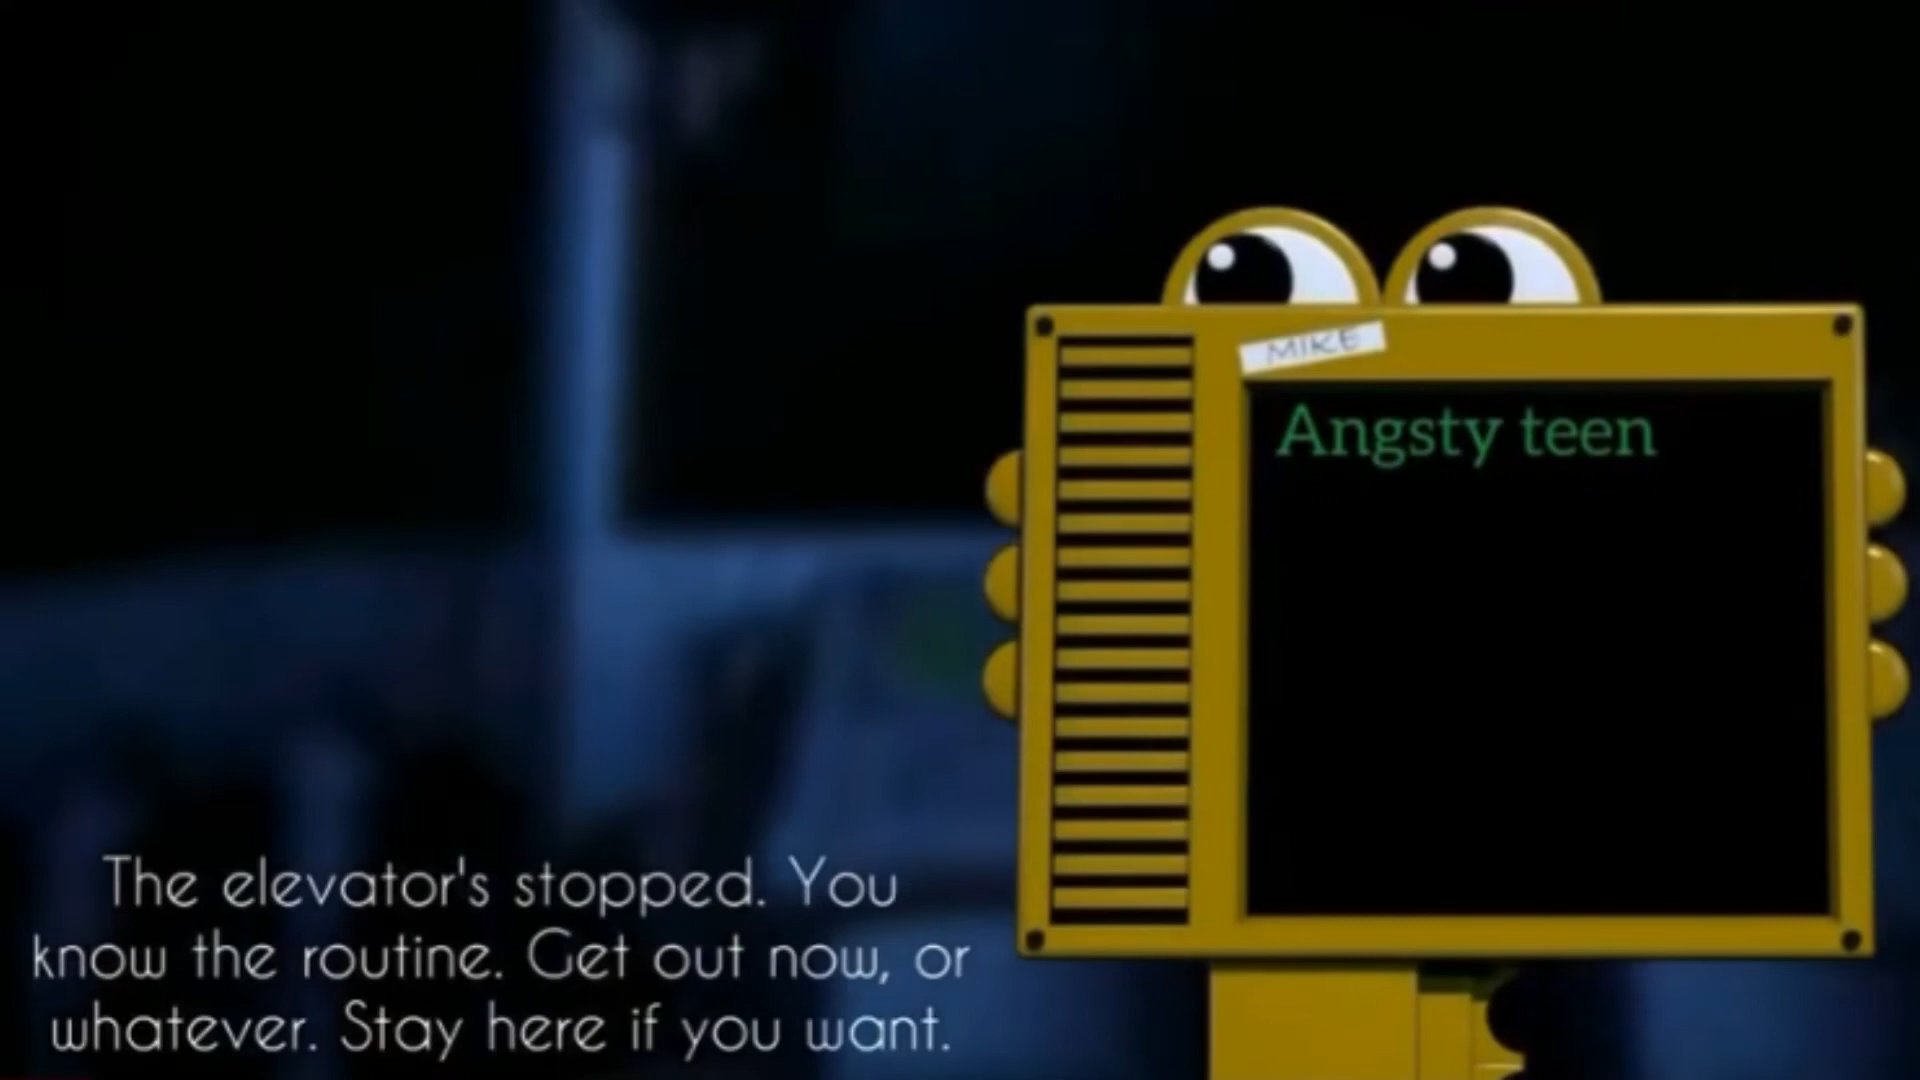 MIKE
Angsty teen
The elevator's stopped. You
know the routine. Get out now, or
whatever. Stay here if you want.